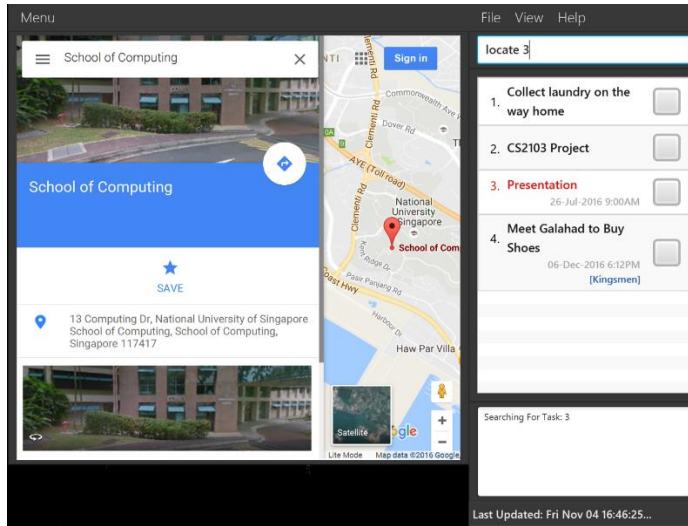 Menu
File View Help
School of Computing
School of Computing
SAVE
13 Computing Dr, National University of Singapore
School of Computing, School of Computing,
Singapore 117417
NTI
Sign in
Clementi Rd
Commonwealth Ave
Dover Rd
AVE (Toll road)
Clementi Rd
National
University
Singapore
School of Com
Kent Ridge Dr
Pasir Panjang Rd
Coast Hwy
Harbour Dr
Haw Par Villa
Satellite
gle
Lite Mode Map data ©2016 Google
locate 3
1. Collect laundry on the
way home
2. CS2103 Project
3. Presentation
26-Jul-2016 9:00AM
4. Meet Galahad to Buy
Shoes
06-Dec-2016 6:12PM
[Kingsmen]
Searching For Task: 3
Last Updated: Fri Nov 04 16:46:25...